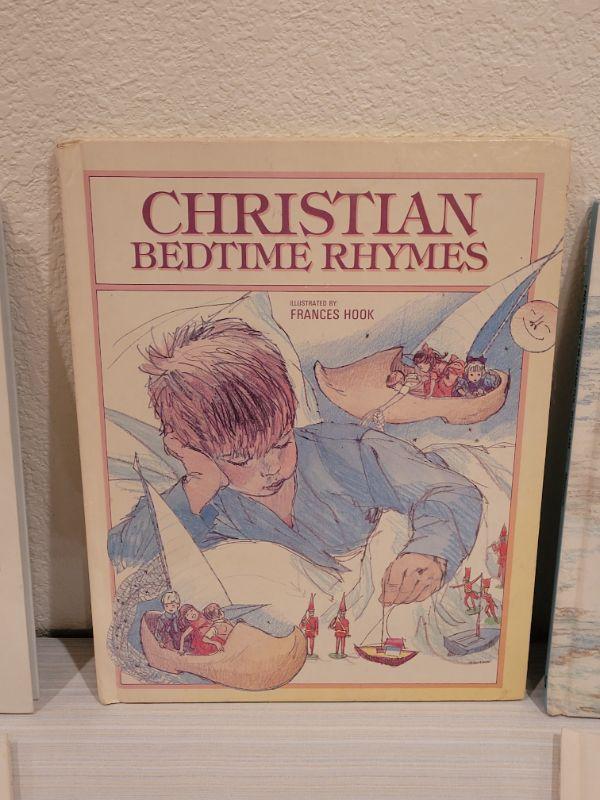 CHRISTIAN
BEDTIME RHYMES
ILLUSTRATED BY
FRANCES HOOK